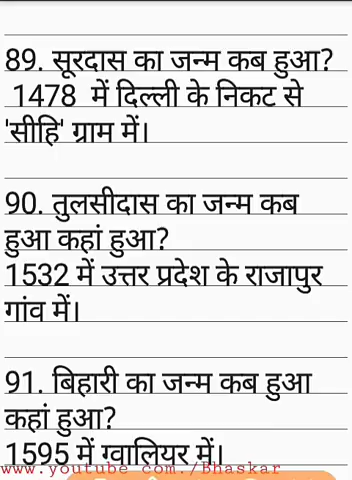 89. सूरदास का जन्म कब हुआ?
1478 में दिल्ली के निकट से
'सीहि' ग्राम में।
90. तुलसीदास का जन्म कब
हुआ कहां हुआ?
1532 में उत्तर प्रदेश के राजापुर
गांव में।
91. बिहारी का जन्म कब हुआ
कहां हुआ?
1595 में ग्वालियर में।
www.youtube.com./Bhaskar